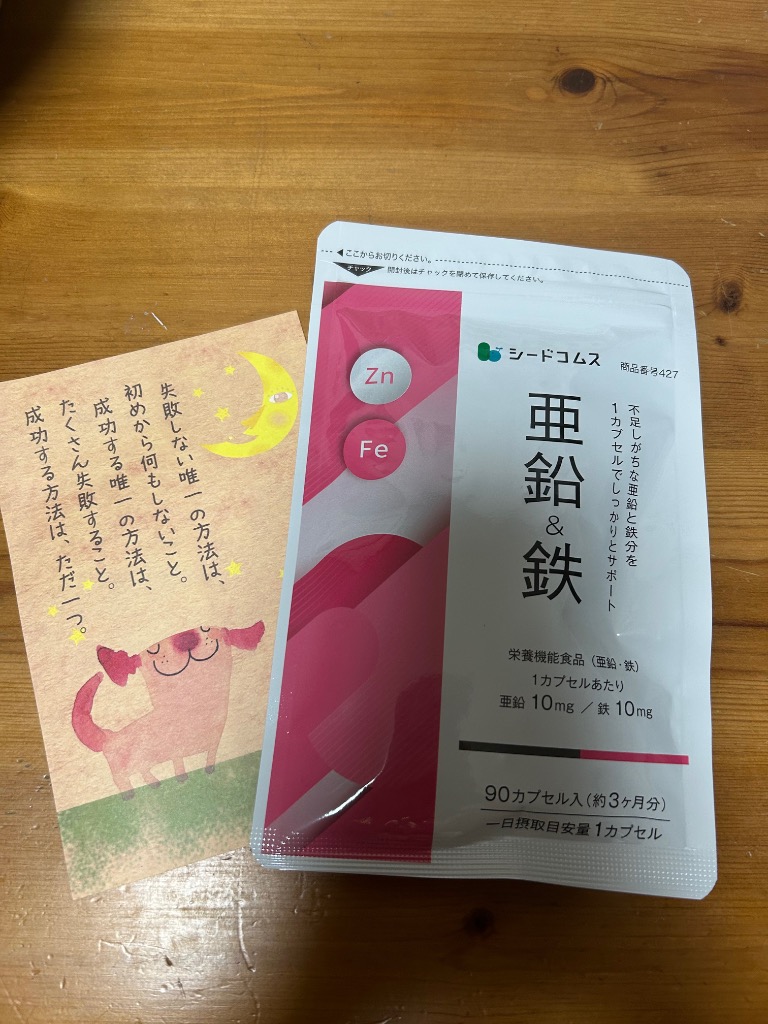 失敗しない唯一の方法は、
初めから何もしないこと。
成功する唯一の方法は、
たくさん失敗すること。
成功する方法は、ただ一つ。
ここからお切りください。
チャック
開封後はチャックを閉めて保存してください。
Zn
Fe
シードコムス
商品番号427
不足しがちな亜鉛と鉄分を
1カプセルでしっかりとサポート
亜鉛
&
鉄
栄養機能食品（亜鉛・鉄）
1カプセルあたり
亜鉛 10mg ／ 鉄 10mg
90カプセル入（約3ヶ月分）
一日摂取目安量1カプセル